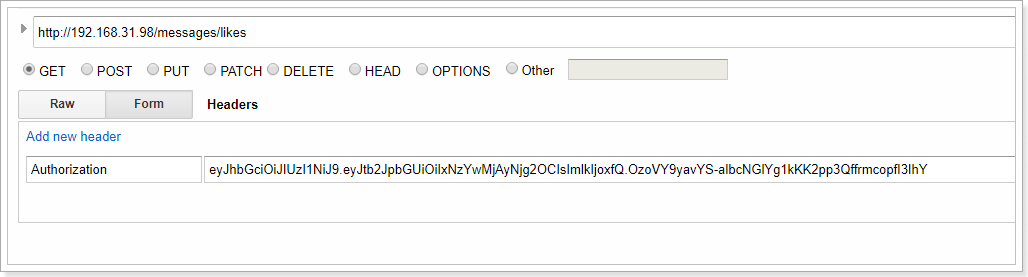 http://192.168.31.98/messages/likes
GET POST PUT PATCH DELETE HEAD OPTIONS Other
Raw Form Headers
Add new header
Authorization eyJhbGciOiJIUzI1NiJ9.eyJtb2JpbGUiOiIxNzYwMjAyNjg2OCIsImlkIjoxfQ.OzoVY9yavYS-aIbcNGlYg1kKK2pp3Qffrmcopfl3IhY